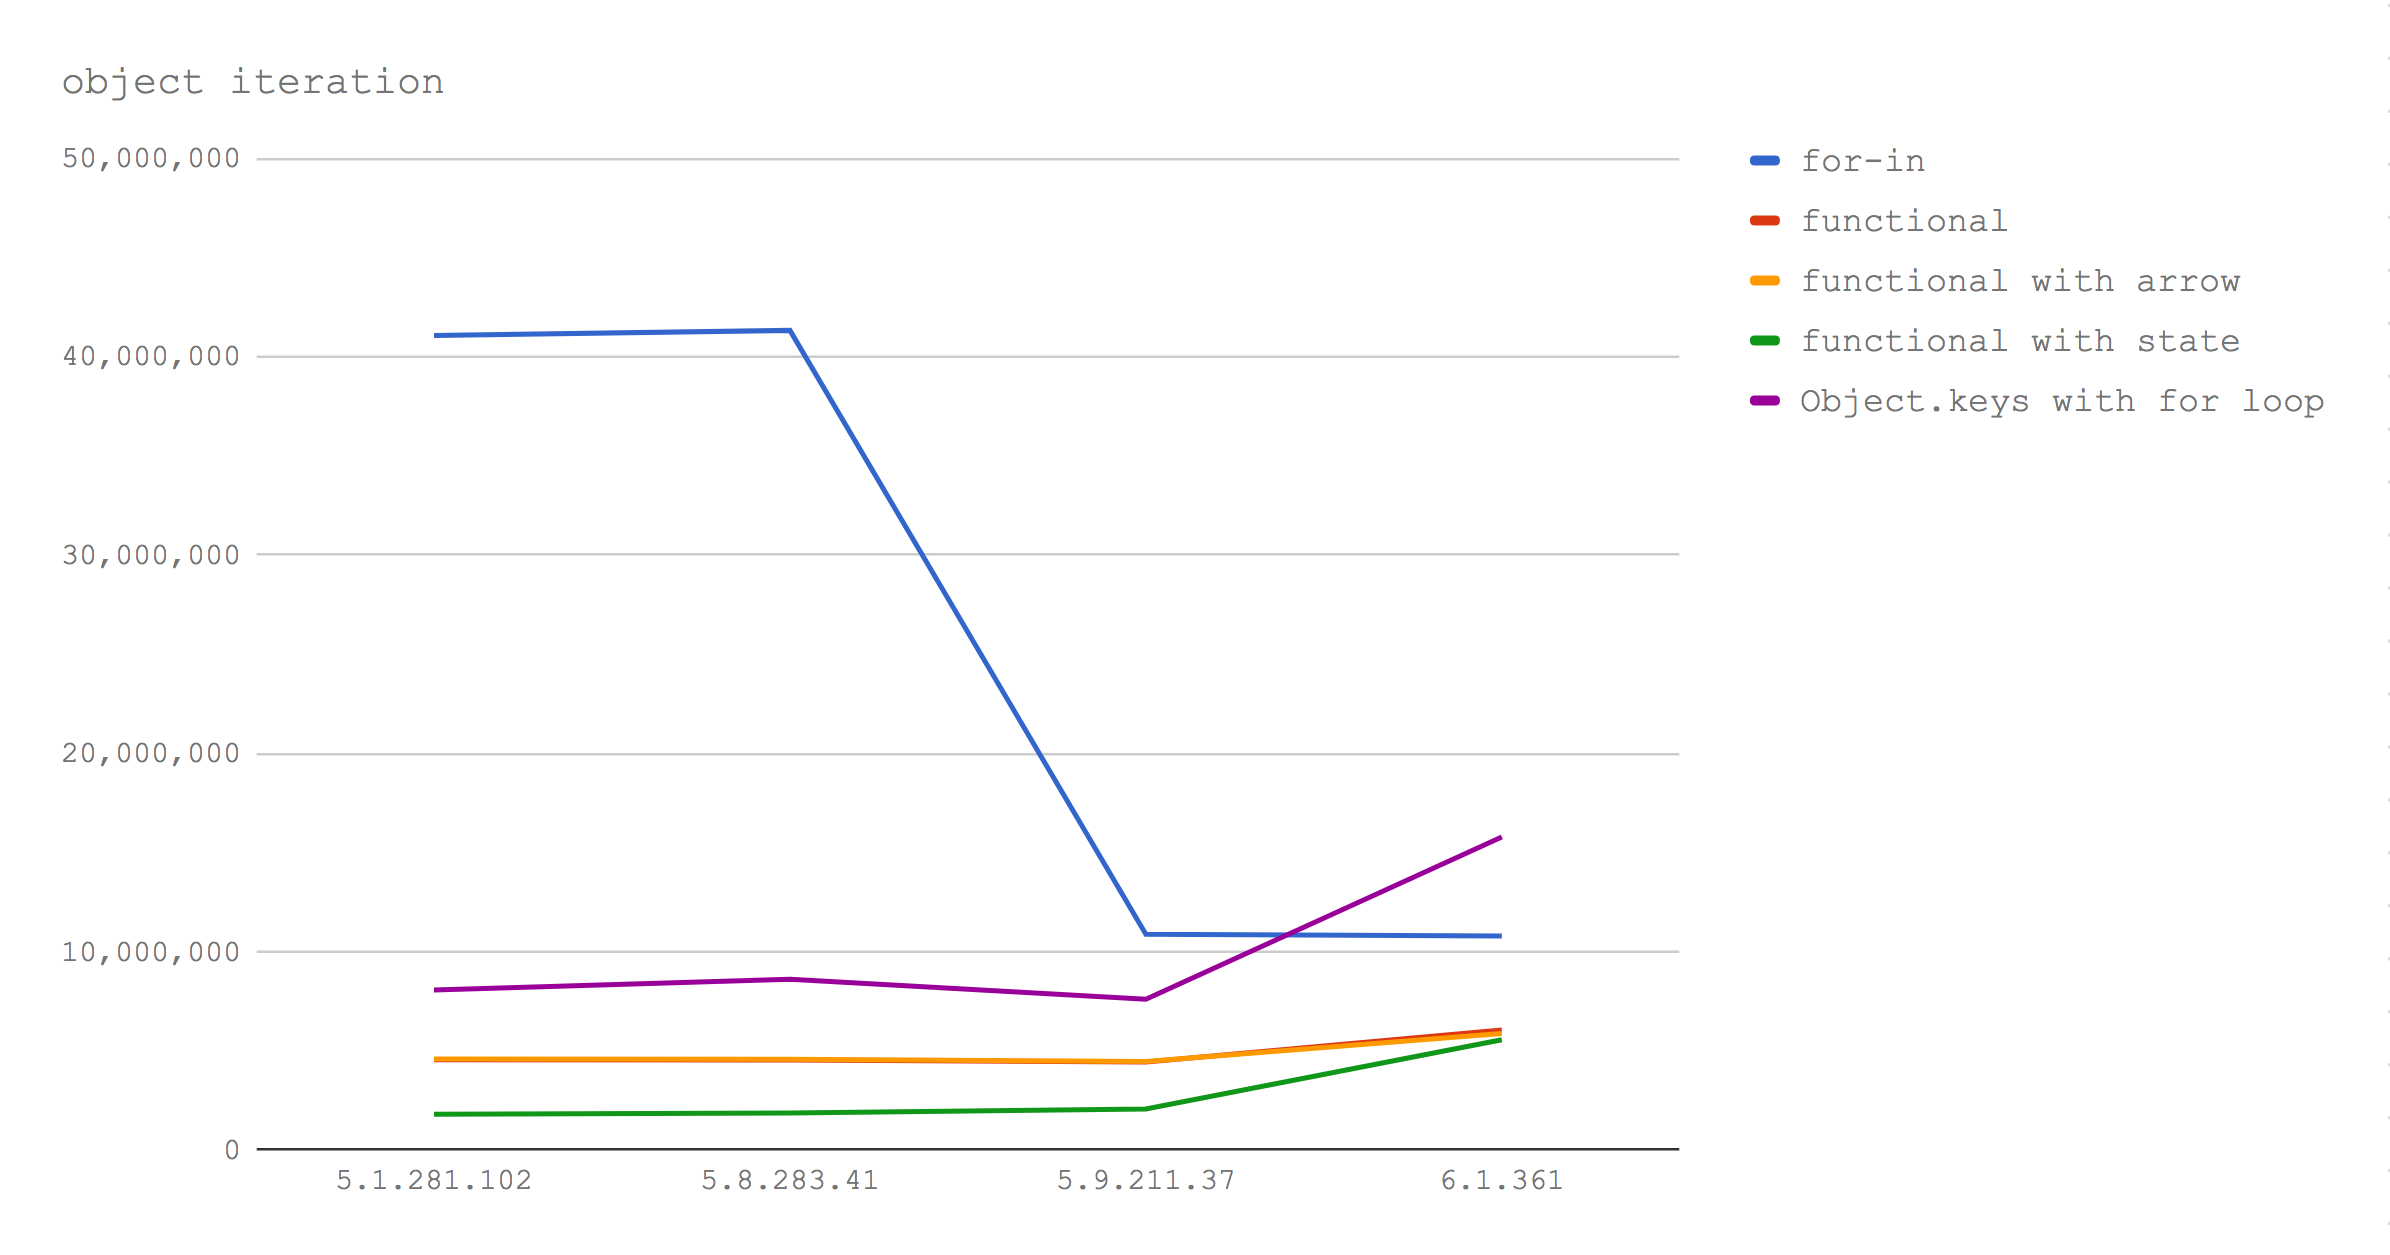 object iteration
50,000,000
40,000,000
30,000,000
20,000,000
10,000,000
0
5.1.281.102
5.8.283.41
5.9.211.37
6.1.361
for-in
functional
functional with arrow
functional with state
Object.keys with for loop